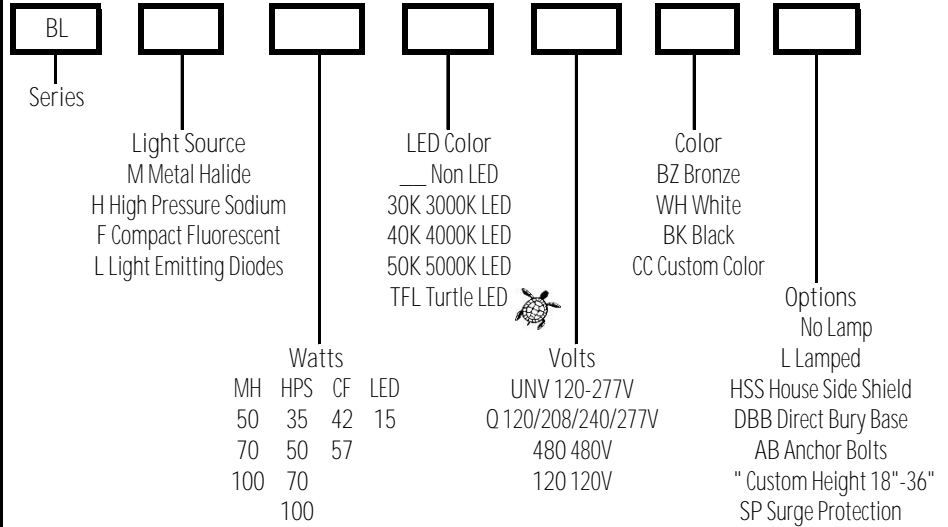 BL
Series
Light Source
M Metal Halide
H High Pressure Sodium
F Compact Fluorescent
L Light Emitting Diodes
Watts
MH HPS CF LED
50 35 42 15
70 50 57
100 70
100
LED Color
__ Non LED
30K 3000K LED
40K 4000K LED
50K 5000K LED
TFL Turtle LED
Volts
UNV 120-277V
Q 120/208/240/277V
480 480V
120 120V
Color
BZ Bronze
WH White
BK Black
CC Custom Color
Options
No Lamp
L Lamped
HSS House Side Shield
DBB Direct Bury Base
AB Anchor Bolts
" Custom Height 18"-36"
SP Surge Protection